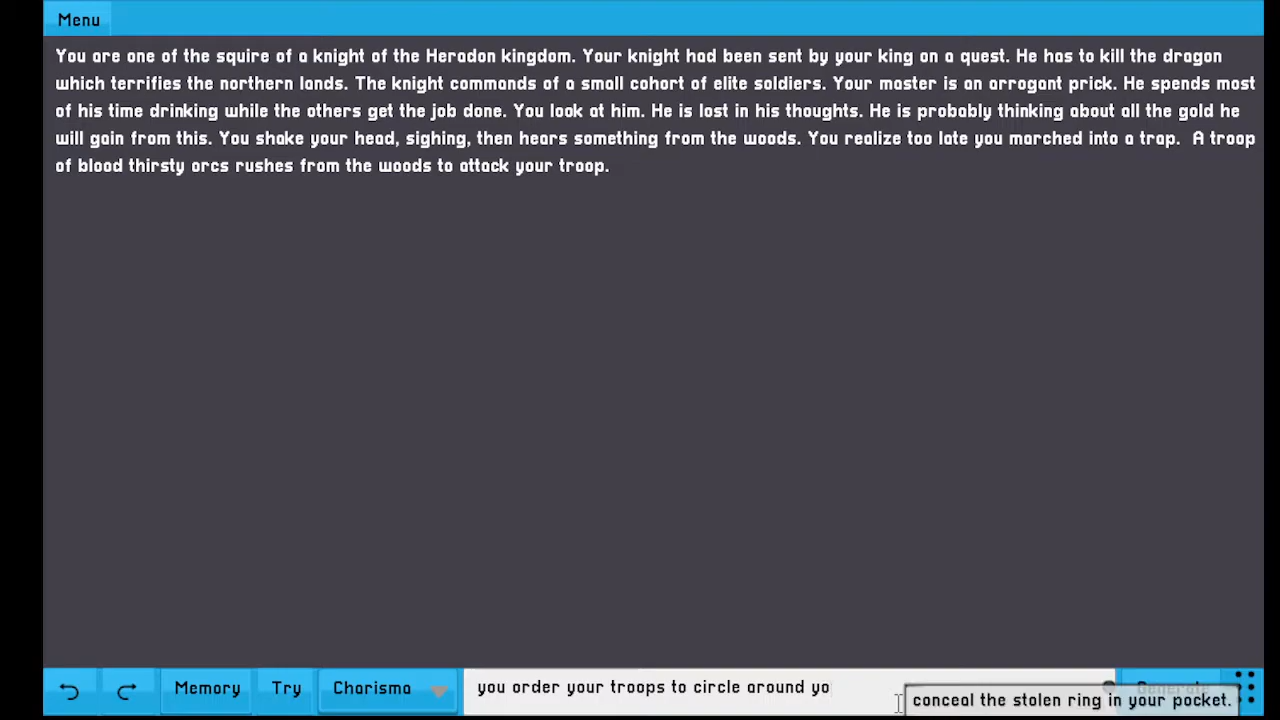 Menu
You are one of the squire of a knight of the Heradon kingdom. Your knight had been sent by your king on a quest. He has to kill the dragon
which terrifies the northern lands. The knight commands of a small cohort of elite soldiers. Your master is an arrogant prick. He spends most
of his time drinking while the others get the job done. You look at him. He is lost in his thoughts. He is probably thinking about all the gold he
will gain from this. You shake your head, sighing, then hears something from the woods. You realize too late you marched into a trap. A troop
of blood thirsty orcs rushes from the woods to attack your troop.
Memory
Try
Charisma
you order your troops to circle around yo
Generate
conceal the stolen ring in your pocket.